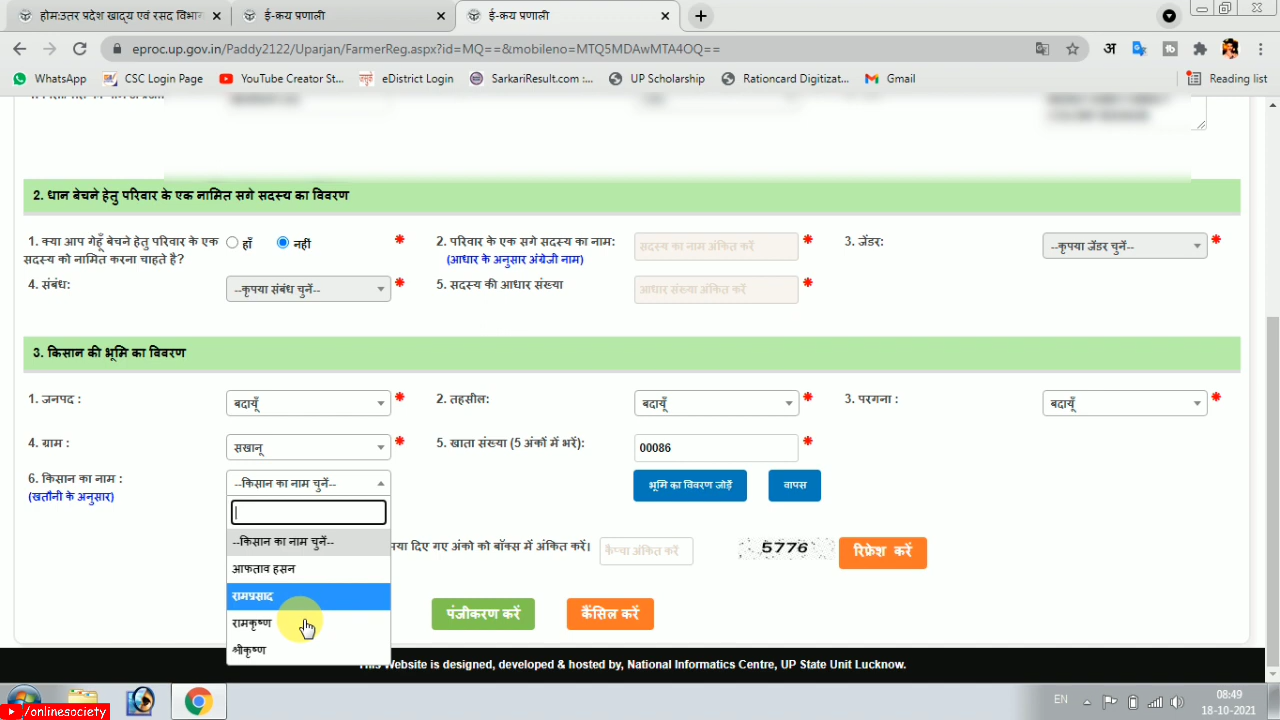 होम:उतर प्रदेश खाद्य एवं रसद विभाग
ई-क्रय प्रणाली
ई-क्रय प्रणाली
eproc.up.gov.in/Paddy2122/Uparjan/FarmerReg.aspx?id=MQ==&mobileno=MTQ5MDAwMTA4OQ==
अ
WhatsApp
CSC Login Page
YouTube Creator St...
eDistrict Login
SarkariResult.com :...
UP Scholarship
Rationcard Digitizat...
Gmail
Reading list
2. धान बेचने हेतु परिवार के एक नामित सगे सदस्य का विवरण
1. क्या आप गेहूँ बेचने हेतु परिवार के एक सदस्य को नामित करना चाहते है?
हाँ
नहीं
*
2. परिवार के एक सगे सदस्य का नाम:
(आधार के अनुसार अंग्रेजी नाम)
सदस्य का नाम अंकित करें
*
3. जेंडर:
--कृपया जेंडर चुनें--
*
4. संबंध:
--कृपया संबंध चुनें--
*
5. सदस्य की आधार संख्या
आधार संख्या अंकित करें
*
3. किसान की भूमि का विवरण
1. जनपद :
बदायूँ
*
2. तहसील:
बदायूँ
*
3. परगना :
बदायूँ
*
4. ग्राम :
सखानू
*
5. खाता संख्या (5 अंकों में भरें):
00086
*
6. किसान का नाम :
(खतौनी के अनुसार)
--किसान का नाम चुनें--
भूमि का विवरण जोड़ें
वापस
--किसान का नाम चुनें--
आफताव हसन
रामप्रसाद
रामकृष्ण
श्रीकृष्ण
दिए गए अंको को बॉक्स में अंकित करें।
कैप्चा अंकित करें
5776
रिफ्रेश करें
पंजीकरण करें
कैंसिल करें
This Website is designed, developed & hosted by, National Informatics Centre, UP State Unit Lucknow.
EN
08:49
18-10-2021
/onlinesociety